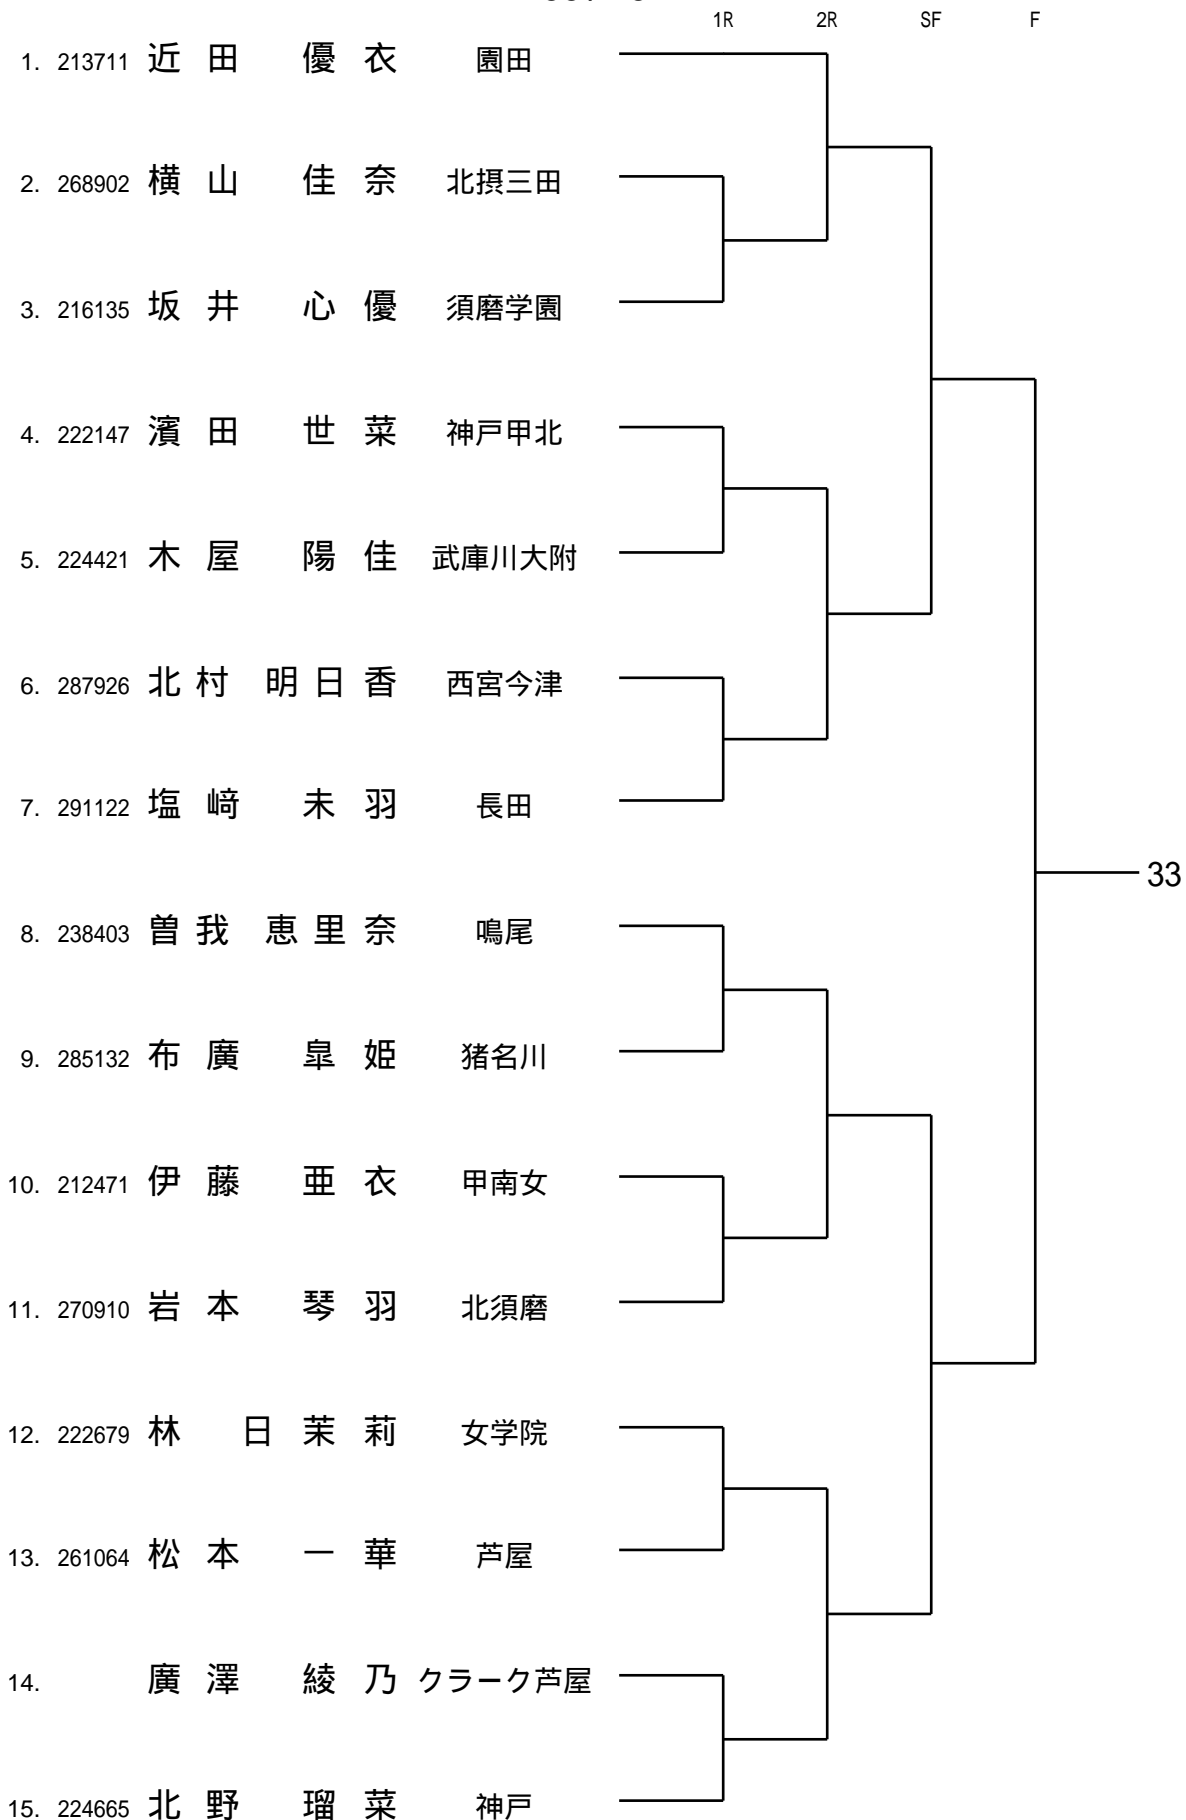 1R 2R SF F
1. 213711 近田 優衣 園田
2. 268902 横山 佳奈 北摂三田
3. 216135 坂井 心優 須磨学園
4. 222147 濱田 世菜 神戸甲北
5. 224421 木屋 陽佳 武庫川大附
6. 287926 北村 明日香 西宮今津
7. 291122 塩﨑 未羽 長田
33
8. 238403 曽我 恵里奈 鳴尾
9. 285132 布廣 皐姫 猪名川
10. 212471 伊藤 亜衣 甲南女
11. 270910 岩本 琴羽 北須磨
12. 222679 林 日茉莉 女学院
13. 261064 松本 一華 芦屋
14. 廣澤 綾乃 クラーク芦屋
15. 224665 北野 瑠菜 神戸